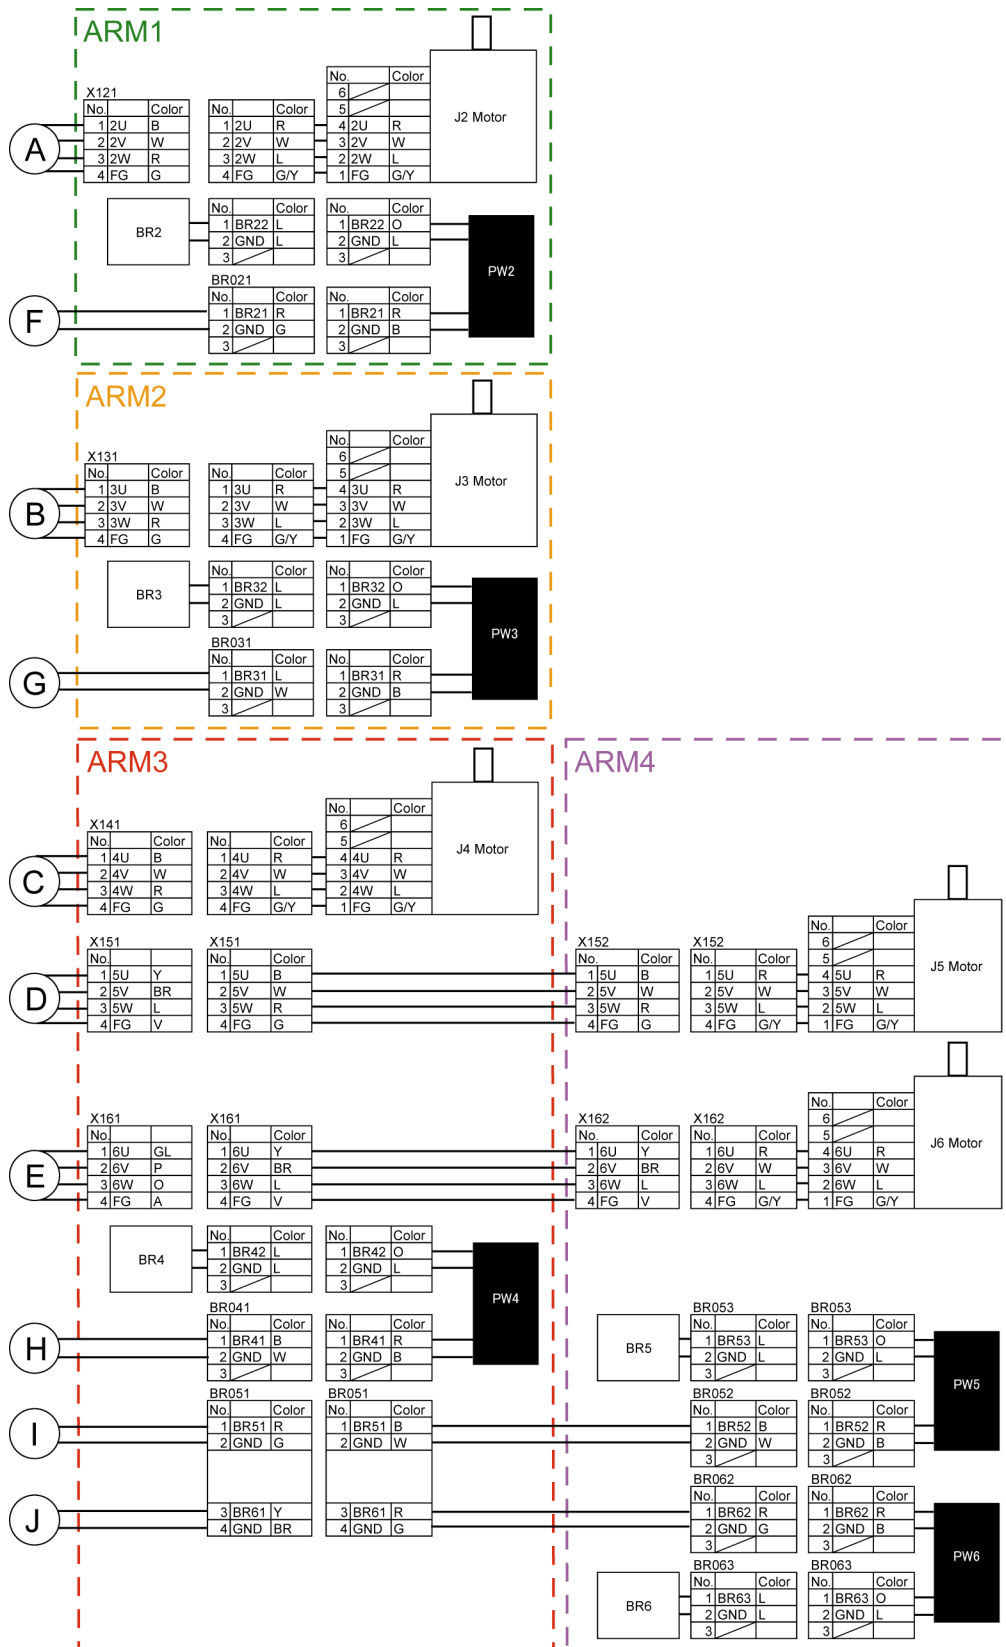 ARM1
J2 Motor
No. Color
6
5
4 2U R
3 2V W
2 2W L
1 FG G/Y
X121
No. Color
1 2U B
2 2V W
3 2W R
4 FG G
No. Color
1 2U R
2 2V W
3 2W L
4 FG G/Y
A
BR2
No. Color
1 BR22 L
2 GND L
3
No. Color
1 BR22 O
2 GND L
3
PW2
F
BR021
No. Color
1 BR21 R
2 GND G
3
No. Color
1 BR21 R
2 GND B
3
ARM2
J3 Motor
No. Color
6
5
4 3U R
3 3V W
2 3W L
1 FG G/Y
X131
No. Color
1 3U B
2 3V W
3 3W R
4 FG G
No. Color
1 3U R
2 3V W
3 3W L
4 FG G/Y
B
BR3
No. Color
1 BR32 L
2 GND L
3
No. Color
1 BR32 O
2 GND L
3
PW3
G
BR031
No. Color
1 BR31 L
2 GND W
3
No. Color
1 BR31 R
2 GND B
3
ARM3
J4 Motor
No. Color
6
5
4 4U R
3 4V W
2 4W L
1 FG G/Y
X141
No. Color
1 4U B
2 4V W
3 4W R
4 FG G
No. Color
1 4U R
2 4V W
3 4W L
4 FG G/Y
C
D
X151
No. Color
1 5U Y
2 5V BR
3 5W L
4 FG V
X151
No. Color
1 5U B
2 5V W
3 5W R
4 FG G
E
X161
No.
1 6U GL
2 6V P
3 6W O
4 FG A
X161
No. Color
1 6U Y
2 6V BR
3 6W L
4 FG V
BR4
No. Color
1 BR42 L
2 GND L
3
No. Color
1 BR42 O
2 GND L
3
PW4
H
BR041
No. Color
1 BR41 B
2 GND W
3
No. Color
1 BR41 R
2 GND B
3
I
BR051
No. Color
1 BR51 R
2 GND G
3 BR61 Y
4 GND BR
BR051
No. Color
1 BR51 B
2 GND W
3 BR61 R
4 GND G
J
ARM4
X152
No. Color
1 5U B
2 5V W
3 5W R
4 FG G
X152
No. Color
1 5U R
2 5V W
3 5W L
4 FG G/Y
No. Color
6
5
4 5U R
3 5V W
2 5W L
1 FG G/Y
J5 Motor
X162
No. Color
1 6U Y
2 6V BR
3 6W L
4 FG V
X162
No. Color
1 6U R
2 6V W
3 6W L
4 FG G/Y
No. Color
6
5
4 6U R
3 6V W
2 6W L
1 FG G/Y
J6 Motor
BR5
BR053
No. Color
1 BR53 L
2 GND L
3
BR053
No. Color
1 BR53 O
2 GND L
3
PW5
BR052
No. Color
1 BR52 B
2 GND W
3
BR052
No. Color
1 BR52 R
2 GND B
3
BR062
No. Color
1 BR62 R
2 GND G
3
BR062
No. Color
1 BR62 R
2 GND B
3
PW6
BR6
BR063
No. Color
1 BR63 L
2 GND L
3
BR063
No. Color
1 BR63 O
2 GND L
3